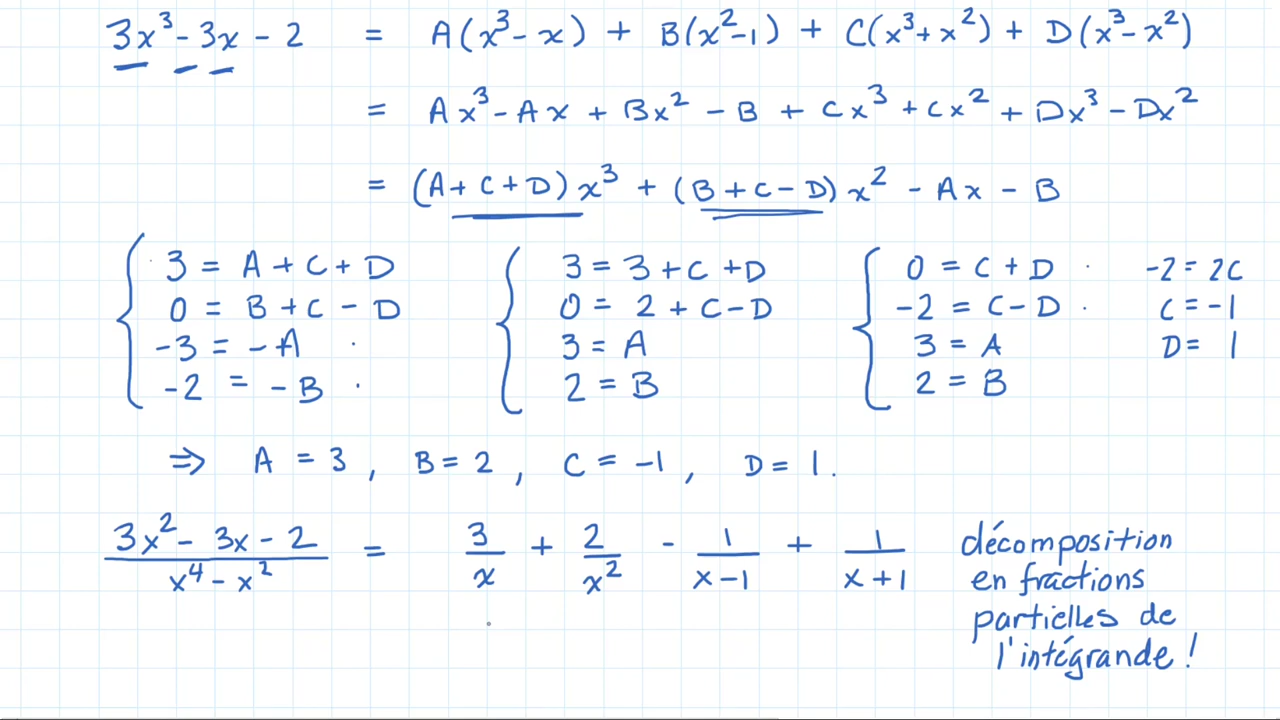 3x³ - 3x - 2 = A(x³ - x) + B(x² - 1) + C(x³ + x²) + D(x³ - x²)
= Ax³ - Ax + Bx² - B + Cx³ + Cx² + Dx³ - Dx²
= (A + C + D)x³ + (B + C - D)x² - Ax - B
{ 3 = A + C + D
0 = B + C - D
-3 = -A
-2 = -B
{ 3 = 3 + C + D
0 = 2 + C - D
3 = A
2 = B
{ 0 = C + D
-2 = C - D
3 = A
2 = B
-2 = 2C
C = -1
D = 1
⇒ A = 3, B = 2, C = -1, D = 1.
(3x² - 3x - 2)/(x⁴ - x²) = 3/x + 2/x² - 1/(x - 1) + 1/(x + 1)
décomposition
en fractions
partielles de
l'intégrande !